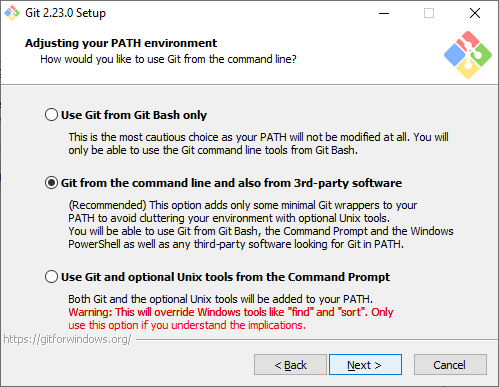 Git 2.23.0 Setup
Adjusting your PATH environment
How would you like to use Git from the command line?
Use Git from Git Bash only
This is the most cautious choice as your PATH will not be modified at all. You will
only be able to use the Git command line tools from Git Bash.
Git from the command line and also from 3rd-party software
(Recommended) This option adds only some minimal Git wrappers to your
PATH to avoid cluttering your environment with optional Unix tools.
You will be able to use Git from Git Bash, the Command Prompt and the Windows
PowerShell as well as any third-party software looking for Git in PATH.
Use Git and optional Unix tools from the Command Prompt
Both Git and the optional Unix tools will be added to your PATH.
Warning: This will override Windows tools like "find" and "sort". Only
use this option if you understand the implications.
https://gitforwindows.org/
< Back Next > Cancel